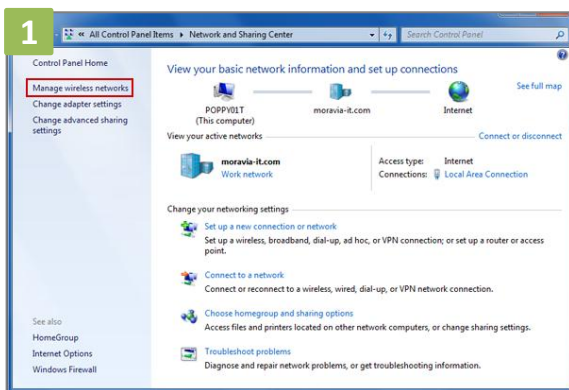 1
« All Control Panel Items ▸ Network and Sharing Center
Search Control Panel
Control Panel Home
Manage wireless networks
Change adapter settings
Change advanced sharing
settings
See also
HomeGroup
Internet Options
Windows Firewall
View your basic network information and set up connections
See full map
POPPY01T
(This computer)
moravia-it.com
Internet
View your active networks
Connect or disconnect
moravia-it.com
Work network
Access type: Internet
Connections: Local Area Connection
Change your networking settings
Set up a new connection or network
Set up a wireless, broadband, dial-up, ad hoc, or VPN connection; or set up a router or access
point.
Connect to a network
Connect or reconnect to a wireless, wired, dial-up, or VPN network connection.
Choose homegroup and sharing options
Access files and printers located on other network computers, or change sharing settings.
Troubleshoot problems
Diagnose and repair network problems, or get troubleshooting information.